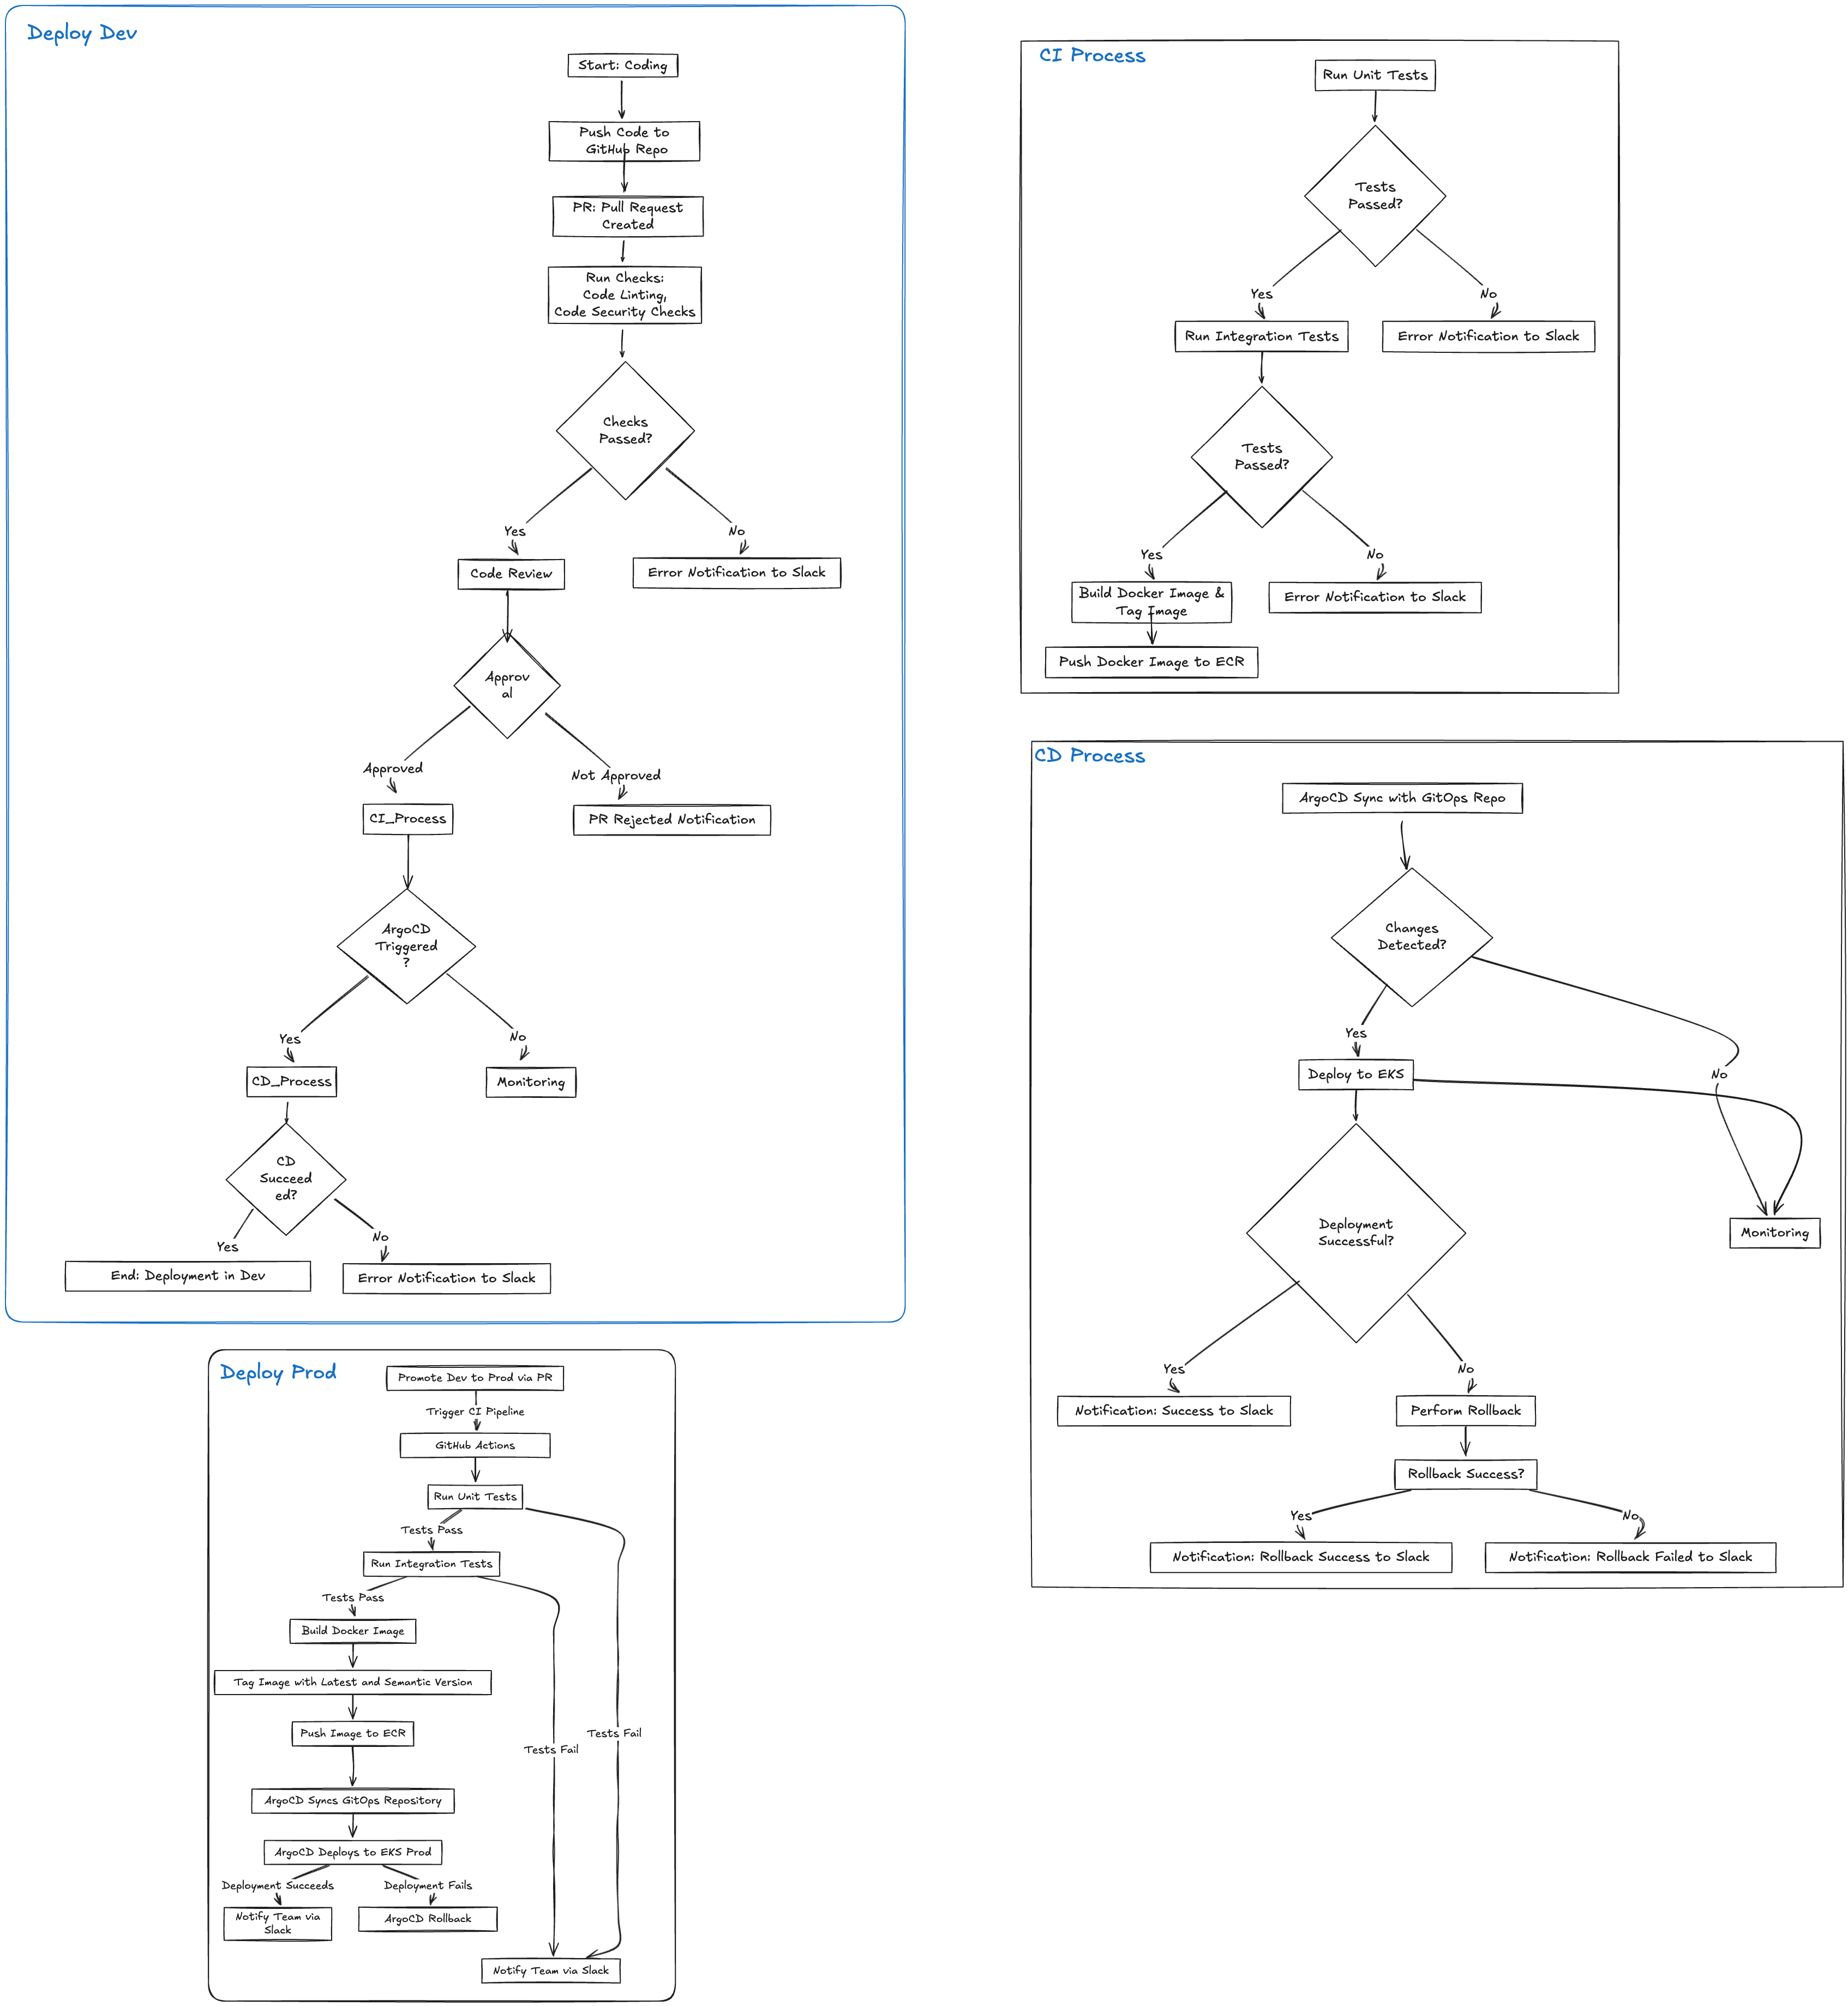 Deploy Dev
Start: Coding
Push Code to
GitHub Repo
PR: Pull Request
Created
Run Checks:
Code Linting,
Code Security Checks
Checks
Passed?
Yes
No
Code Review
Error Notification to Slack
Approv
al
Approved
Not Approved
CI_Process
PR Rejected Notification
ArgoCD
Triggered
?
Yes
No
CD_Process
Monitoring
CD
Succeed
ed?
Yes
No
End: Deployment in Dev
Error Notification to Slack
CI Process
Run Unit Tests
Tests
Passed?
Yes
No
Run Integration Tests
Error Notification to Slack
Tests
Passed?
Yes
No
Build Docker Image &
Tag Image
Error Notification to Slack
Push Docker Image to ECR
CD Process
ArgoCD Sync with GitOps Repo
Changes
Detected?
Yes
No
Deploy to EKS
Deployment
Successful?
Monitoring
Yes
No
Notification: Success to Slack
Perform Rollback
Rollback Success?
Yes
No
Notification: Rollback Success to Slack
Notification: Rollback Failed to Slack
Deploy Prod
Promote Dev to Prod via PR
Trigger CI Pipeline
GitHub Actions
Run Unit Tests
Tests Pass
Run Integration Tests
Tests Pass
Build Docker Image
Tag Image with Latest and Semantic Version
Push Image to ECR
Tests Fail
Tests Fail
ArgoCD Syncs GitOps Repository
ArgoCD Deploys to EKS Prod
Deployment Succeeds
Deployment Fails
Notify Team via
Slack
ArgoCD Rollback
Notify Team via Slack